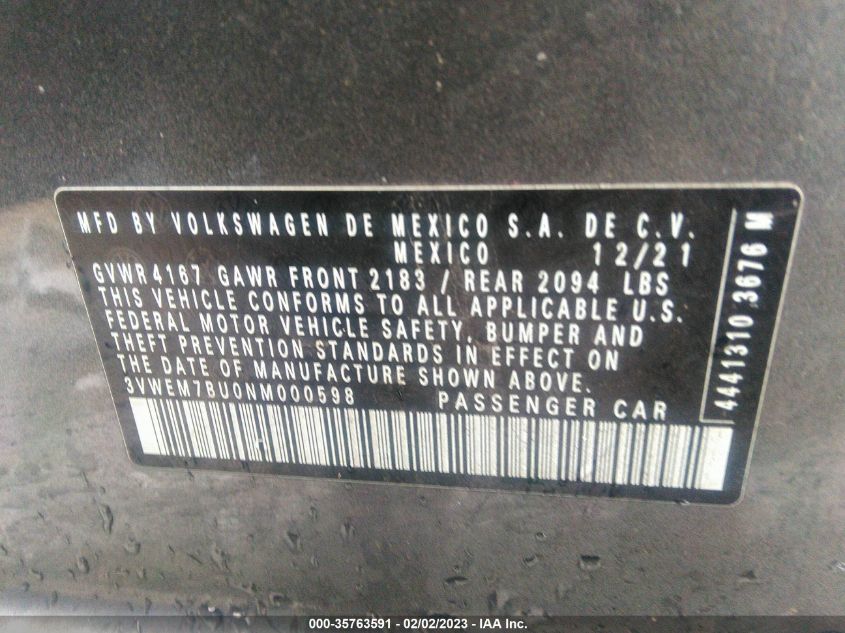 MFD BY VOLKSWAGEN DE MEXICO S.A. DE C.V.
MEXICO 12/21
GVWR 4167 GAWR FRONT 2183 / REAR 2094 LBS
THIS VEHICLE CONFORMS TO ALL APPLICABLE U.S.
FEDERAL MOTOR VEHICLE SAFETY, BUMPER AND
THEFT PREVENTION STANDARDS IN EFFECT ON
THE DATE OF MANUFACTURE SHOWN ABOVE.
3VWEM7BU0NM000598 PASSENGER CAR
4441310 3676 M
000-35763591 - 02/02/2023 - IAA Inc.